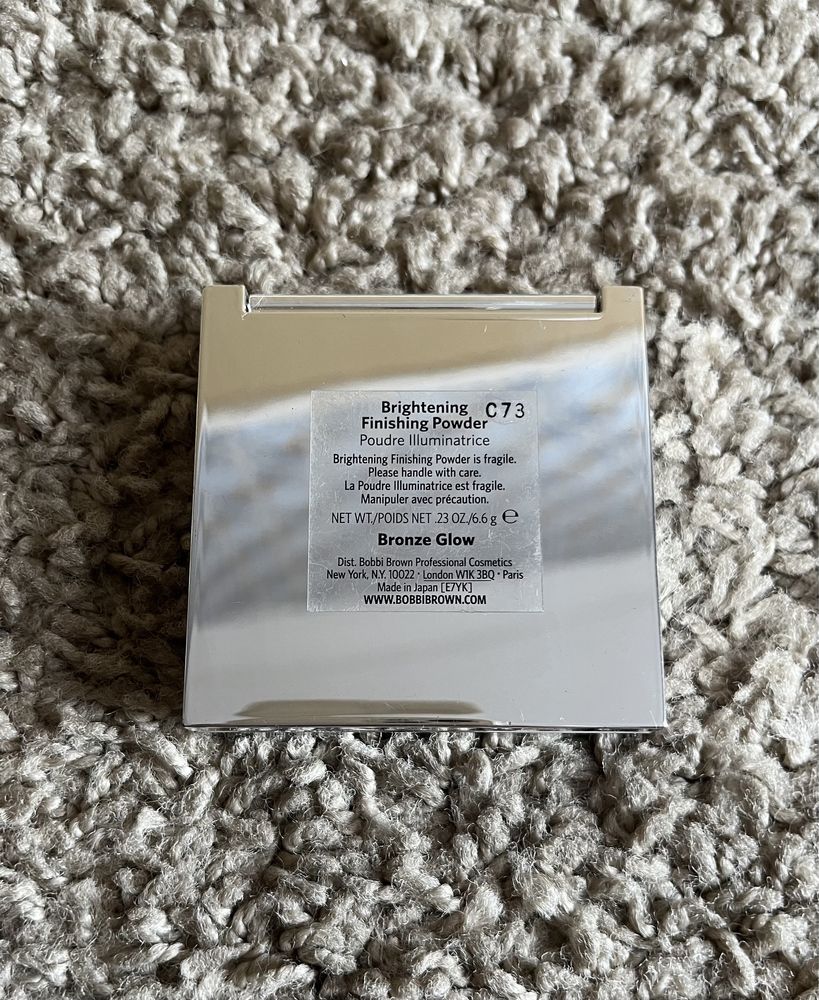 Brightening C73
Finishing Powder
Poudre Illuminatrice
Brightening Finishing Powder is fragile.
Please handle with care.
La Poudre Illuminatrice est fragile.
Manipuler avec précaution.
NET WT./POIDS NET .23 OZ./6.6 g ℮
Bronze Glow
Dist. Bobbi Brown Professional Cosmetics
New York, N.Y. 10022 · London W1K 3BQ · Paris
Made in Japan [E7YK]
WWW.BOBBIBROWN.COM